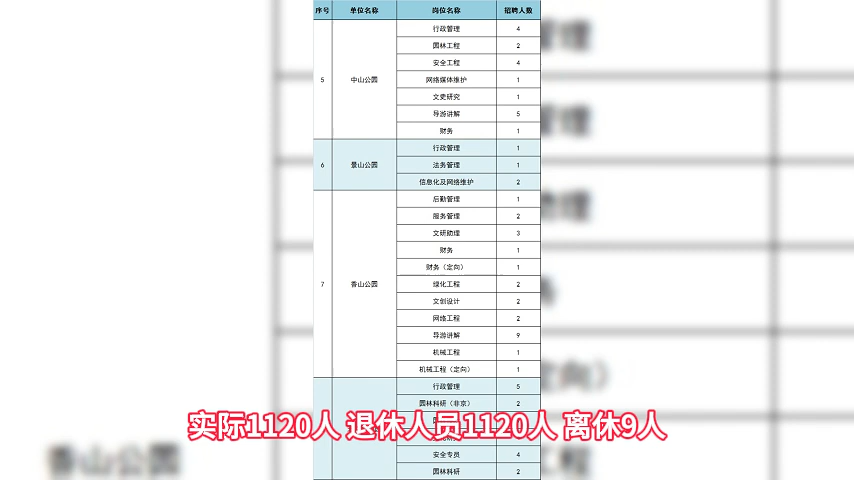 序号 单位名称 岗位名称 招聘人数
5 中山公园 行政管理 4
园林工程 2
安全工程 4
网络媒体维护 1
文史研究 1
导游讲解 5
财务 1
6 景山公园 行政管理 1
法务管理 1
信息化及网络维护 2
7 香山公园 后勤管理 1
服务管理 2
文研助理 3
财务 1
财务（定向） 1
绿化工程 2
文创设计 2
网络工程 2
导游讲解 9
机械工程 1
机械工程（定向） 1
行政管理 5
园林科研（非京） 2
实际1120人 退休人员1120人 离休9人
安全专员 4
园林科研 2
香山公园